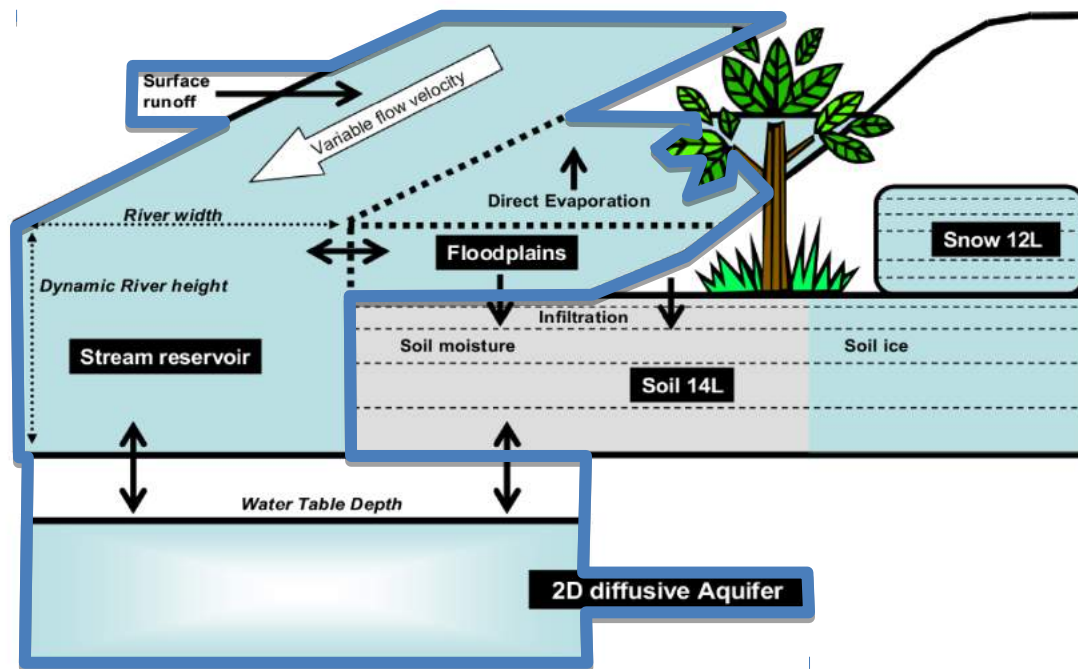 Surface
runoff
Variable flow velocity
River width
Direct Evaporation
Floodplains
Snow 12L
Dynamic River height
Infiltration
Stream reservoir
Soil moisture
Soil ice
Soil 14L
Water Table Depth
2D diffusive Aquifer